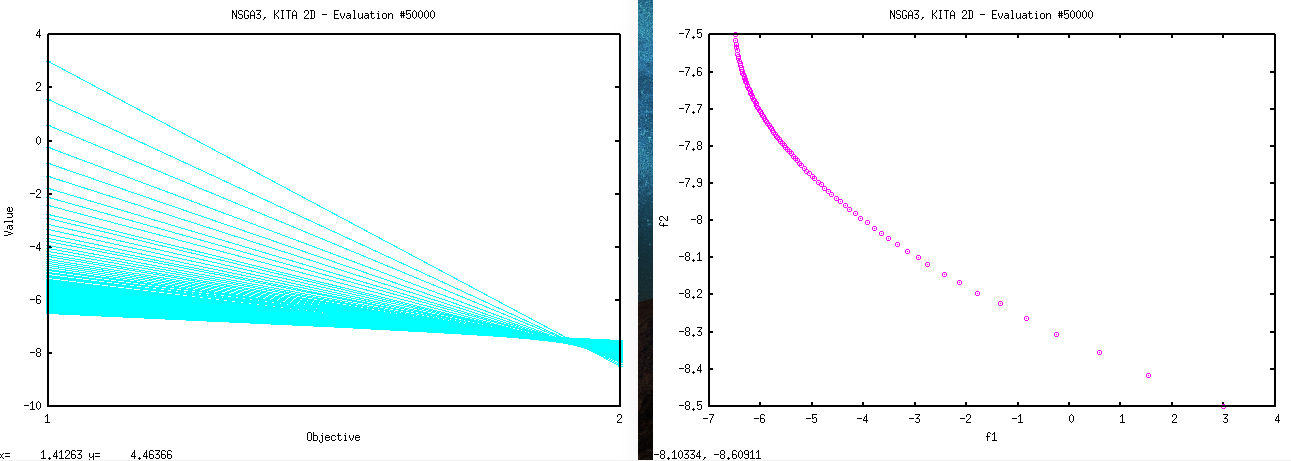 NSGA3, KITA 2D - Evaluation #50000
4
2
0
-2
-4
-6
-8
-10
Value
1
2
Objective
x= 1.41263 y= 4.46366
NSGA3, KITA 2D - Evaluation #50000
-7.5
-7.6
-7.7
-7.8
-7.9
-8
-8.1
-8.2
-8.3
-8.4
-8.5
f2
-7 -6 -5 -4 -3 -2 -1 0 1 2 3 4
f1
-8.10334, -8.60911